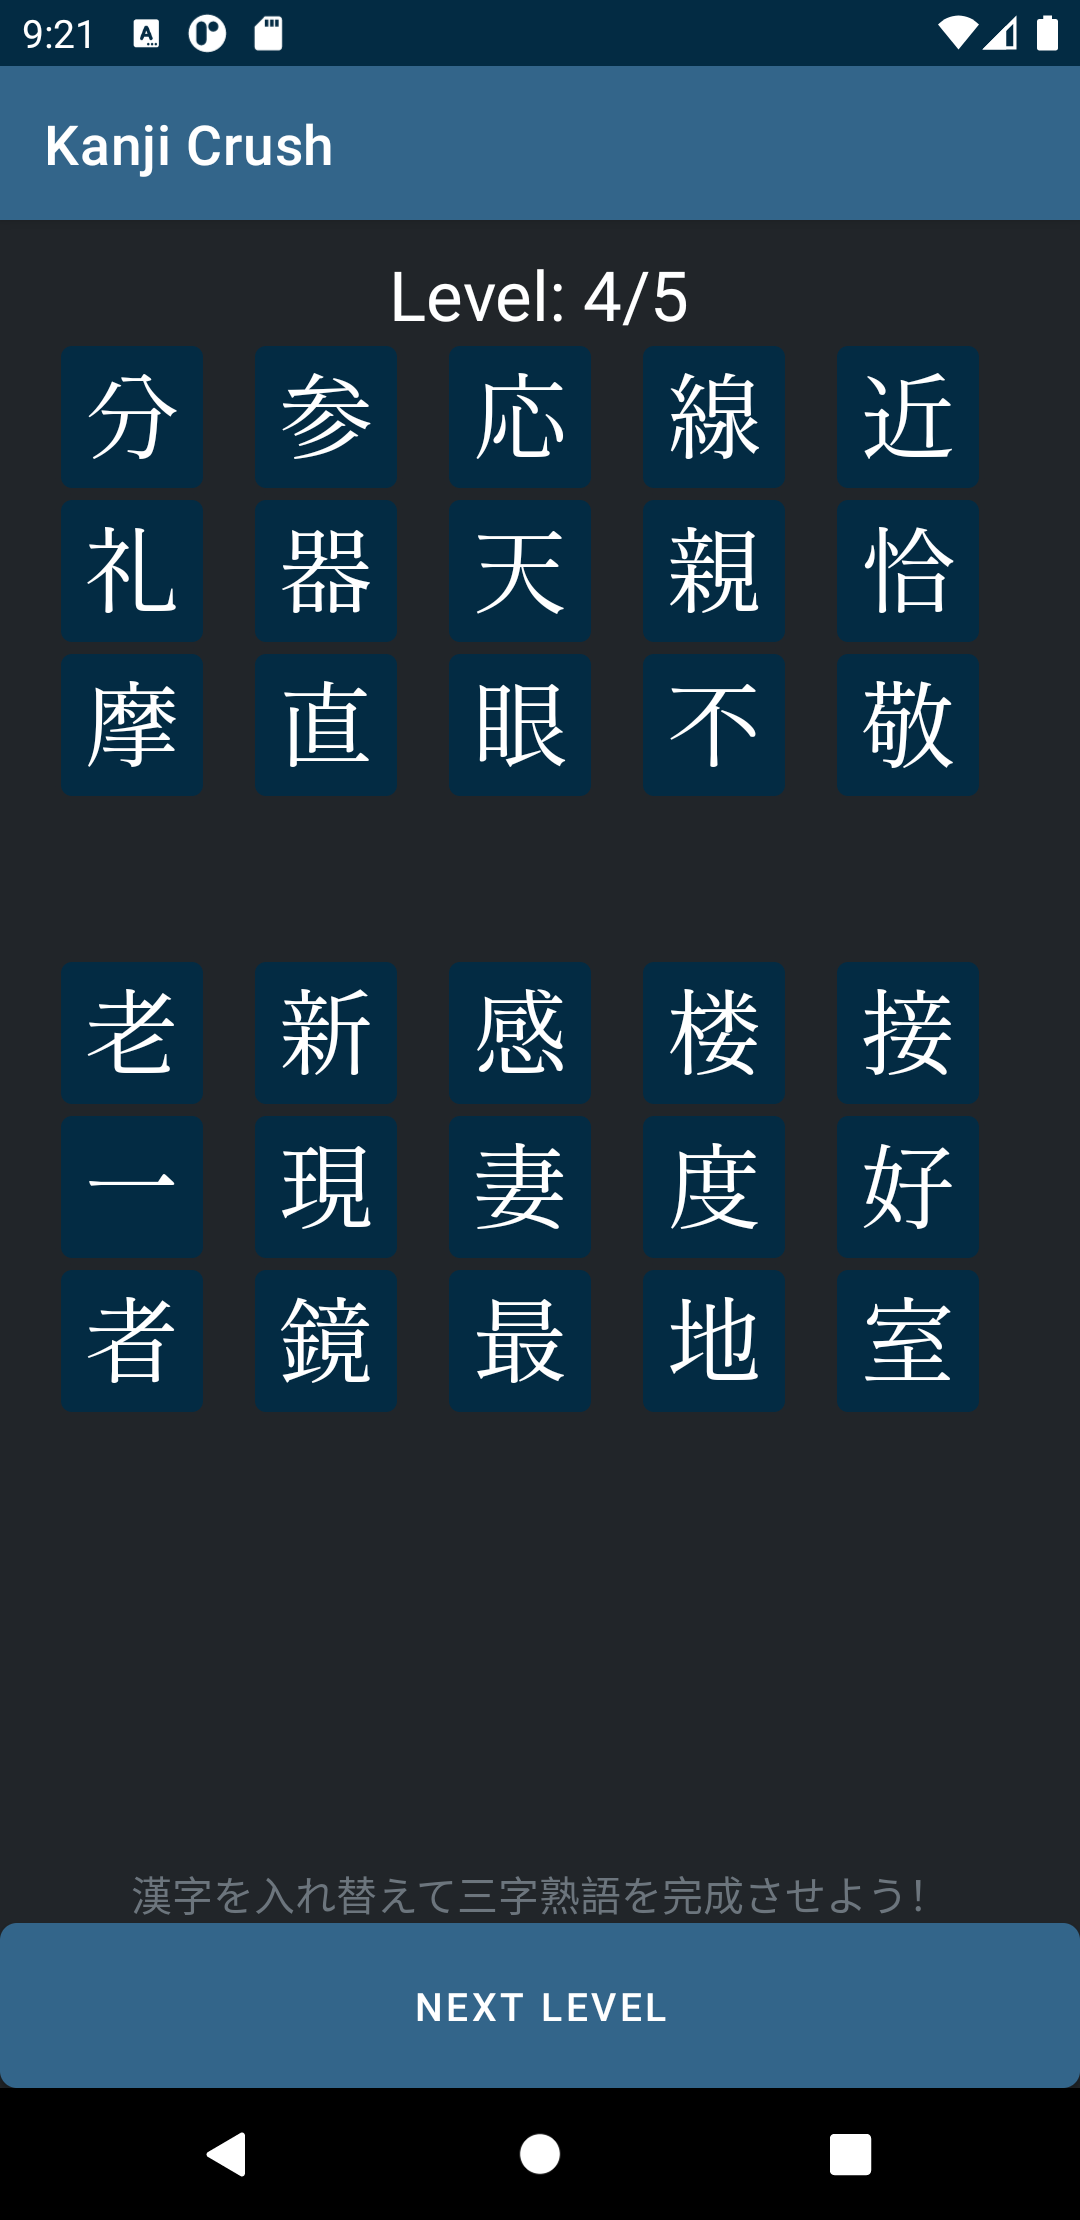 9:21
Kanji Crush
Level: 4/5
分 参 応 線 近
礼 器 天 親 恰
摩 直 眼 不 敬
老 新 感 楼 接
一 現 妻 度 好
者 鏡 最 地 室
漢字を入れ替えて三字熟語を完成させよう！
NEXT LEVEL